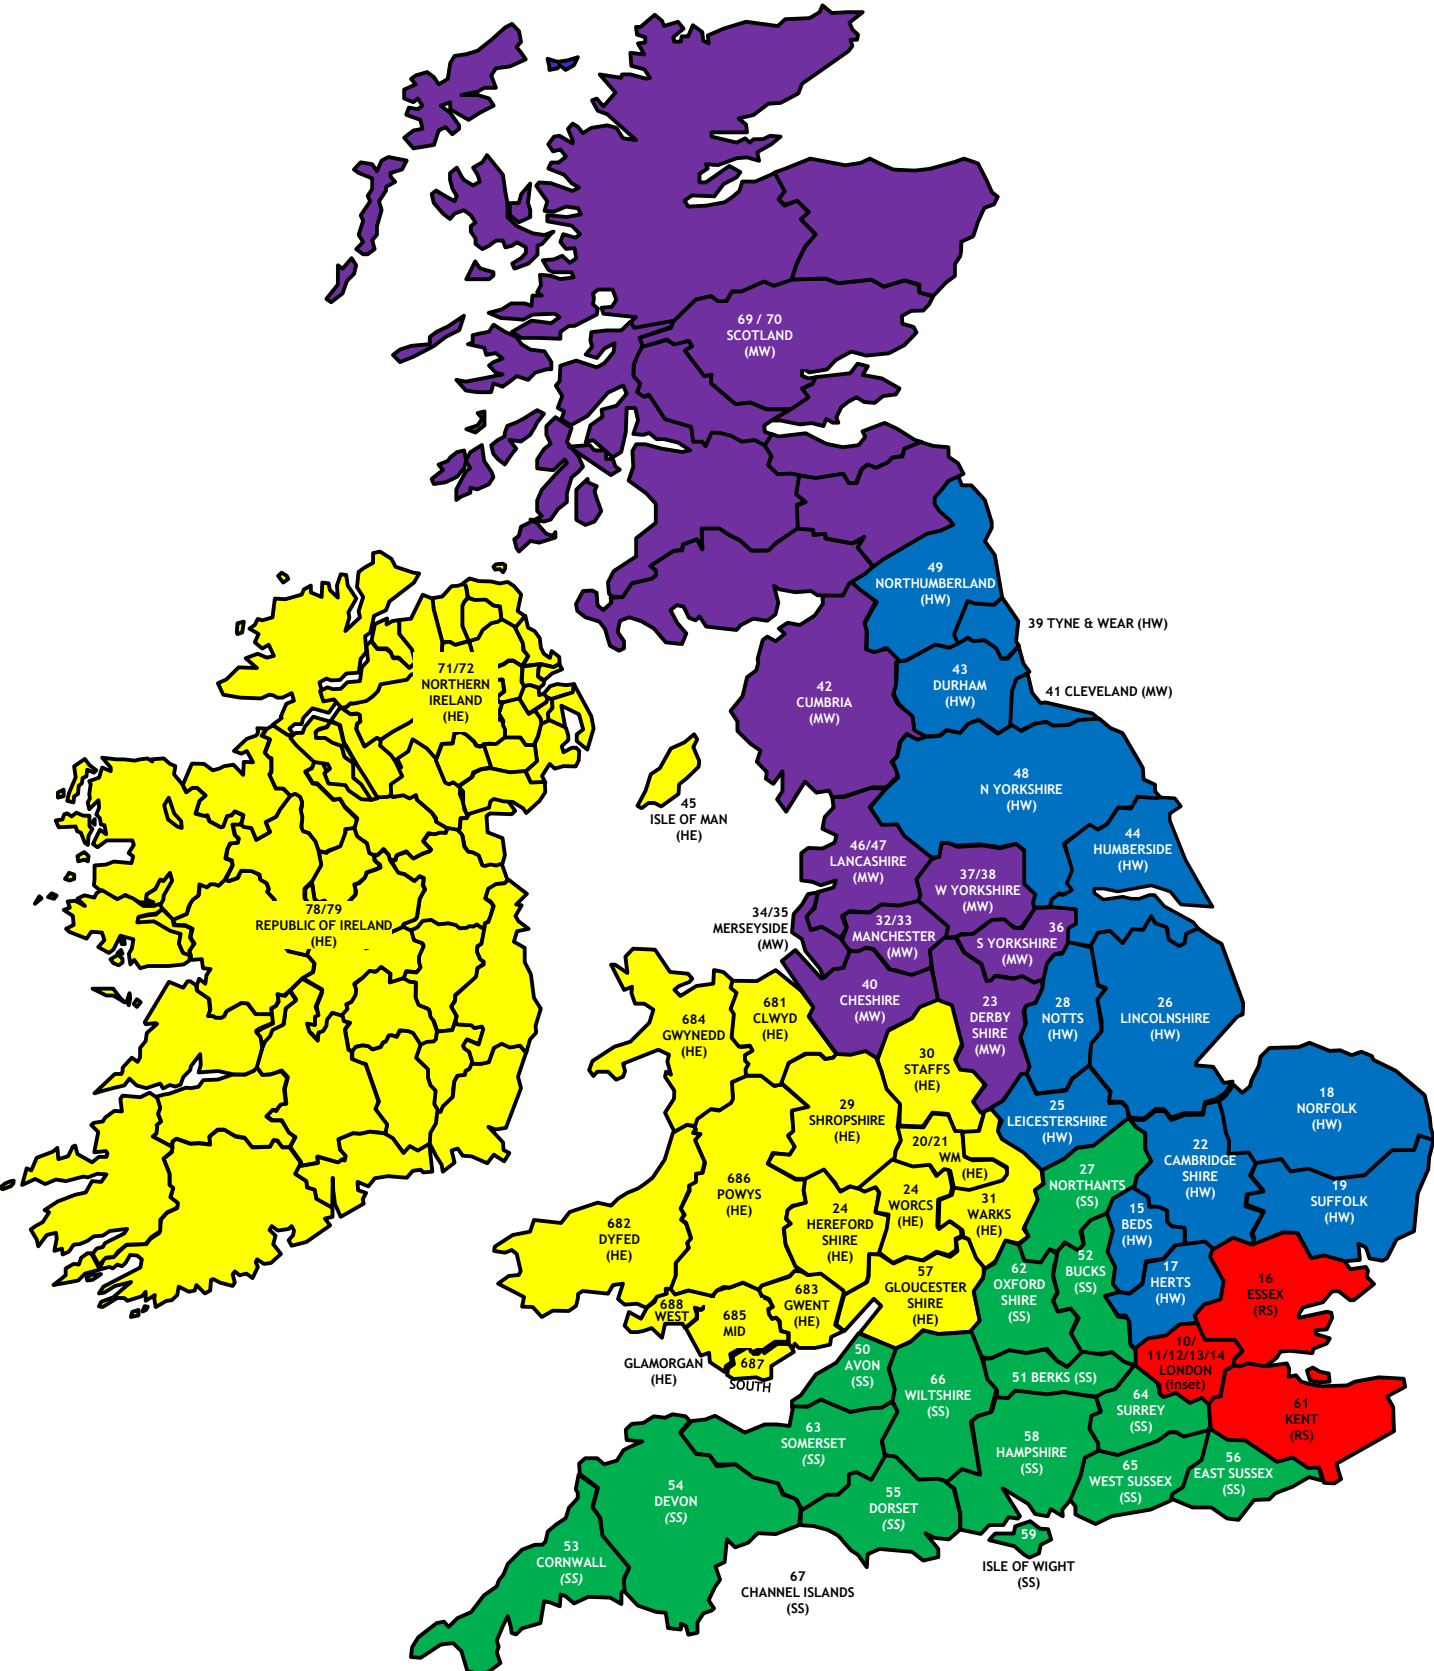 69 / 70
SCOTLAND
(MW)
49
NORTHUMBERLAND
(HW)
39 TYNE & WEAR (HW)
71/72
NORTHERN
IRELAND
(HE)
42
CUMBRIA
(MW)
43
DURHAM
(HW)
41 CLEVELAND (MW)
48
N YORKSHIRE
(HW)
45
ISLE OF MAN
(HE)
44
HUMBERSIDE
(HW)
46/47
LANCASHIRE
(MW)
37/38
W YORKSHIRE
(MW)
78/79
REPUBLIC OF IRELAND
(HE)
34/35
MERSEYSIDE
(MW)
32/33
MANCHESTER
(MW)
36
S YORKSHIRE
(MW)
684
GWYNEDD
(HE)
681
CLWYD
(HE)
40
CHESHIRE
(MW)
23
DERBY
SHIRE
(MW)
28
NOTTS
(HW)
26
LINCOLNSHIRE
(HW)
30
STAFFS
(HE)
29
SHROPSHIRE
(HE)
25
LEICESTERSHIRE
(HW)
18
NORFOLK
(HW)
20/21
WM
(HE)
22
CAMBRIDGE
SHIRE
(HW)
686
POWYS
(HE)
27
NORTHANTS
(SS)
19
SUFFOLK
(HW)
24
WORCS
(HE)
24
HEREFORD
SHIRE
(HE)
31
WARKS
(HE)
15
BEDS
(HW)
682
DYFED
(HE)
57
GLOUCESTER
SHIRE
(HE)
62
OXFORD
SHIRE
(SS)
52
BUCKS
(SS)
17
HERTS
(HW)
16
ESSEX
(RS)
688
WEST
685
MID
683
GWENT
(HE)
GLAMORGAN
(HE)
687
SOUTH
50
AVON
(SS)
10/
11/12/13/14
LONDON
(inset)
66
WILTSHIRE
(SS)
51 BERKS (SS)
64
SURREY
(SS)
61
KENT
(RS)
63
SOMERSET
(SS)
58
HAMPSHIRE
(SS)
65
WEST SUSSEX
(SS)
56
EAST SUSSEX
(SS)
54
DEVON
(SS)
55
DORSET
(SS)
53
CORNWALL
(SS)
59
ISLE OF WIGHT
(SS)
67
CHANNEL ISLANDS
(SS)